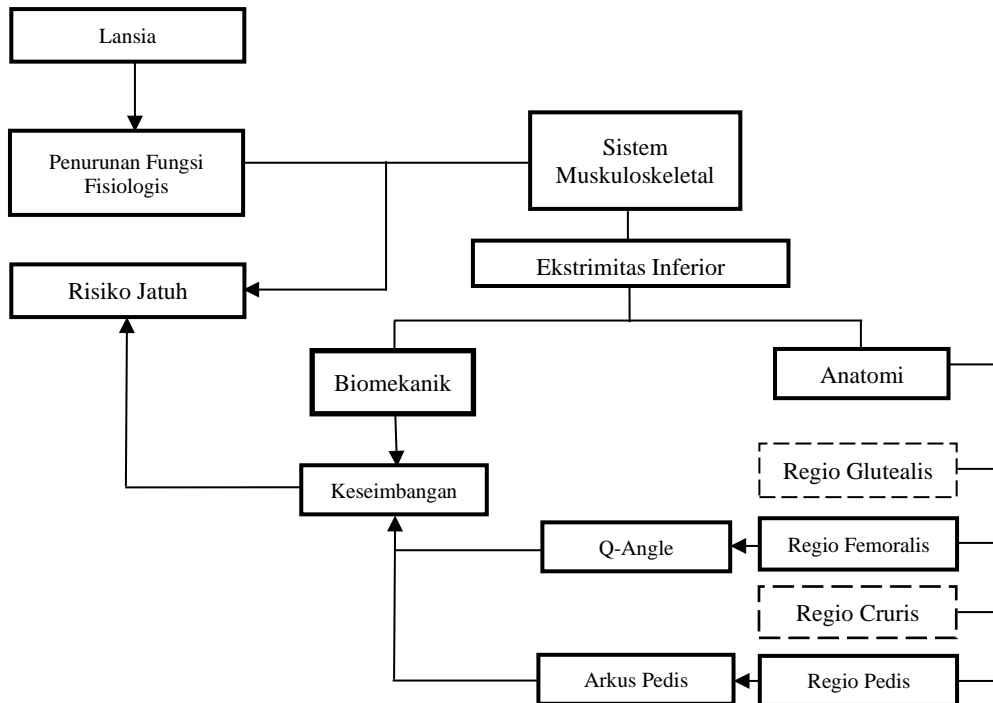 Lansia
Penurunan Fungsi
Fisiologis
Sistem
Muskuloskeletal
Ekstrimitas Inferior
Risiko Jatuh
Biomekanik
Anatomi
Keseimbangan
Regio Glutealis
Q-Angle
Regio Femoralis
Regio Cruris
Arkus Pedis
Regio Pedis